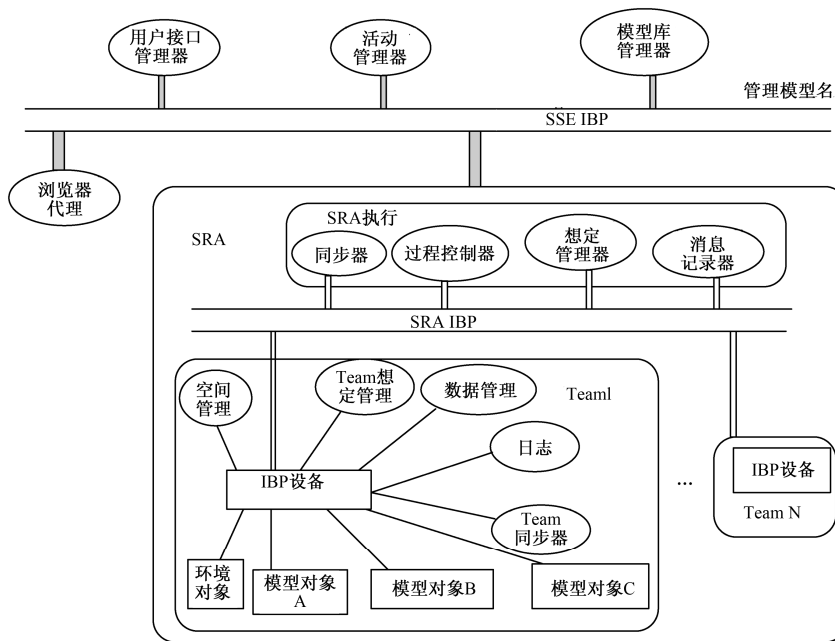 用户接口
管理器
活动
管理器
模型库
管理器
管理模型名
SSE IBP
浏览器
代理
SRA
SRA执行
同步器
过程控制器
想定
管理器
消息
记录器
SRA IBP
空间
管理
Team想
定管理
数据管理
Teaml
日志
IBP设备
Team
同步器
...
IBP设备
Team N
环境
对象
模型对象
A
模型对象B
模型对象C